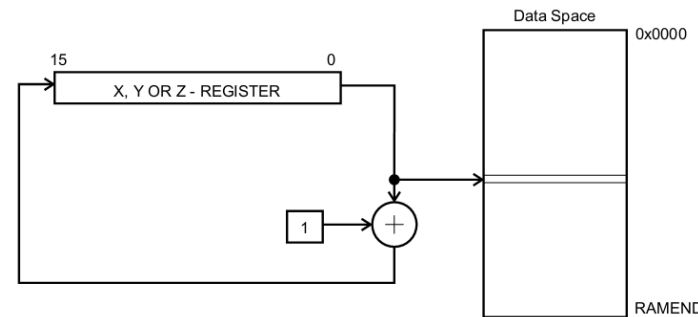 Data Space
0x0000
15 0
X, Y OR Z - REGISTER
1
RAMEND